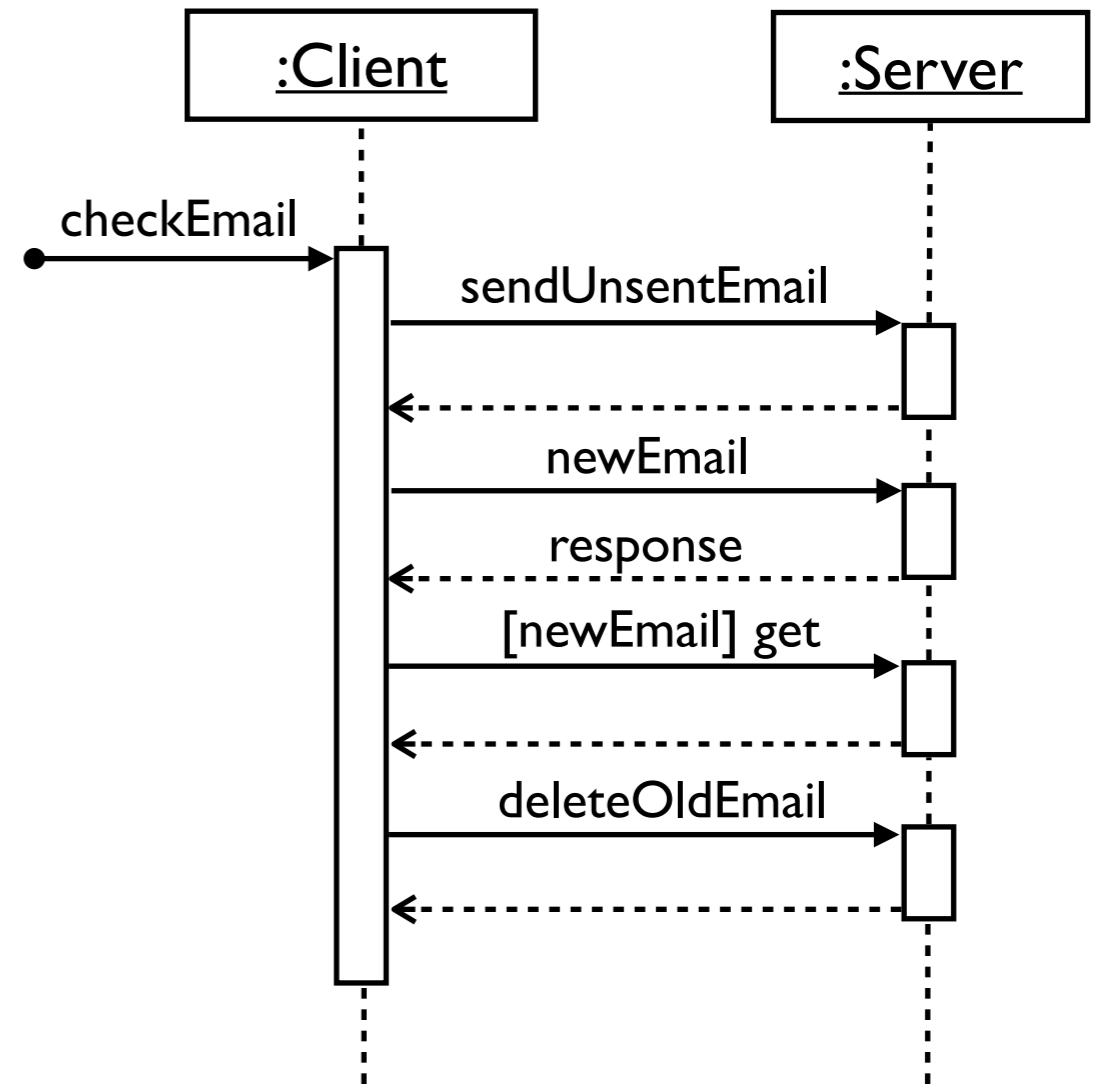 :Client
:Server
checkEmail
sendUnsentEmail
newEmail
response
[newEmail] get
deleteOldEmail